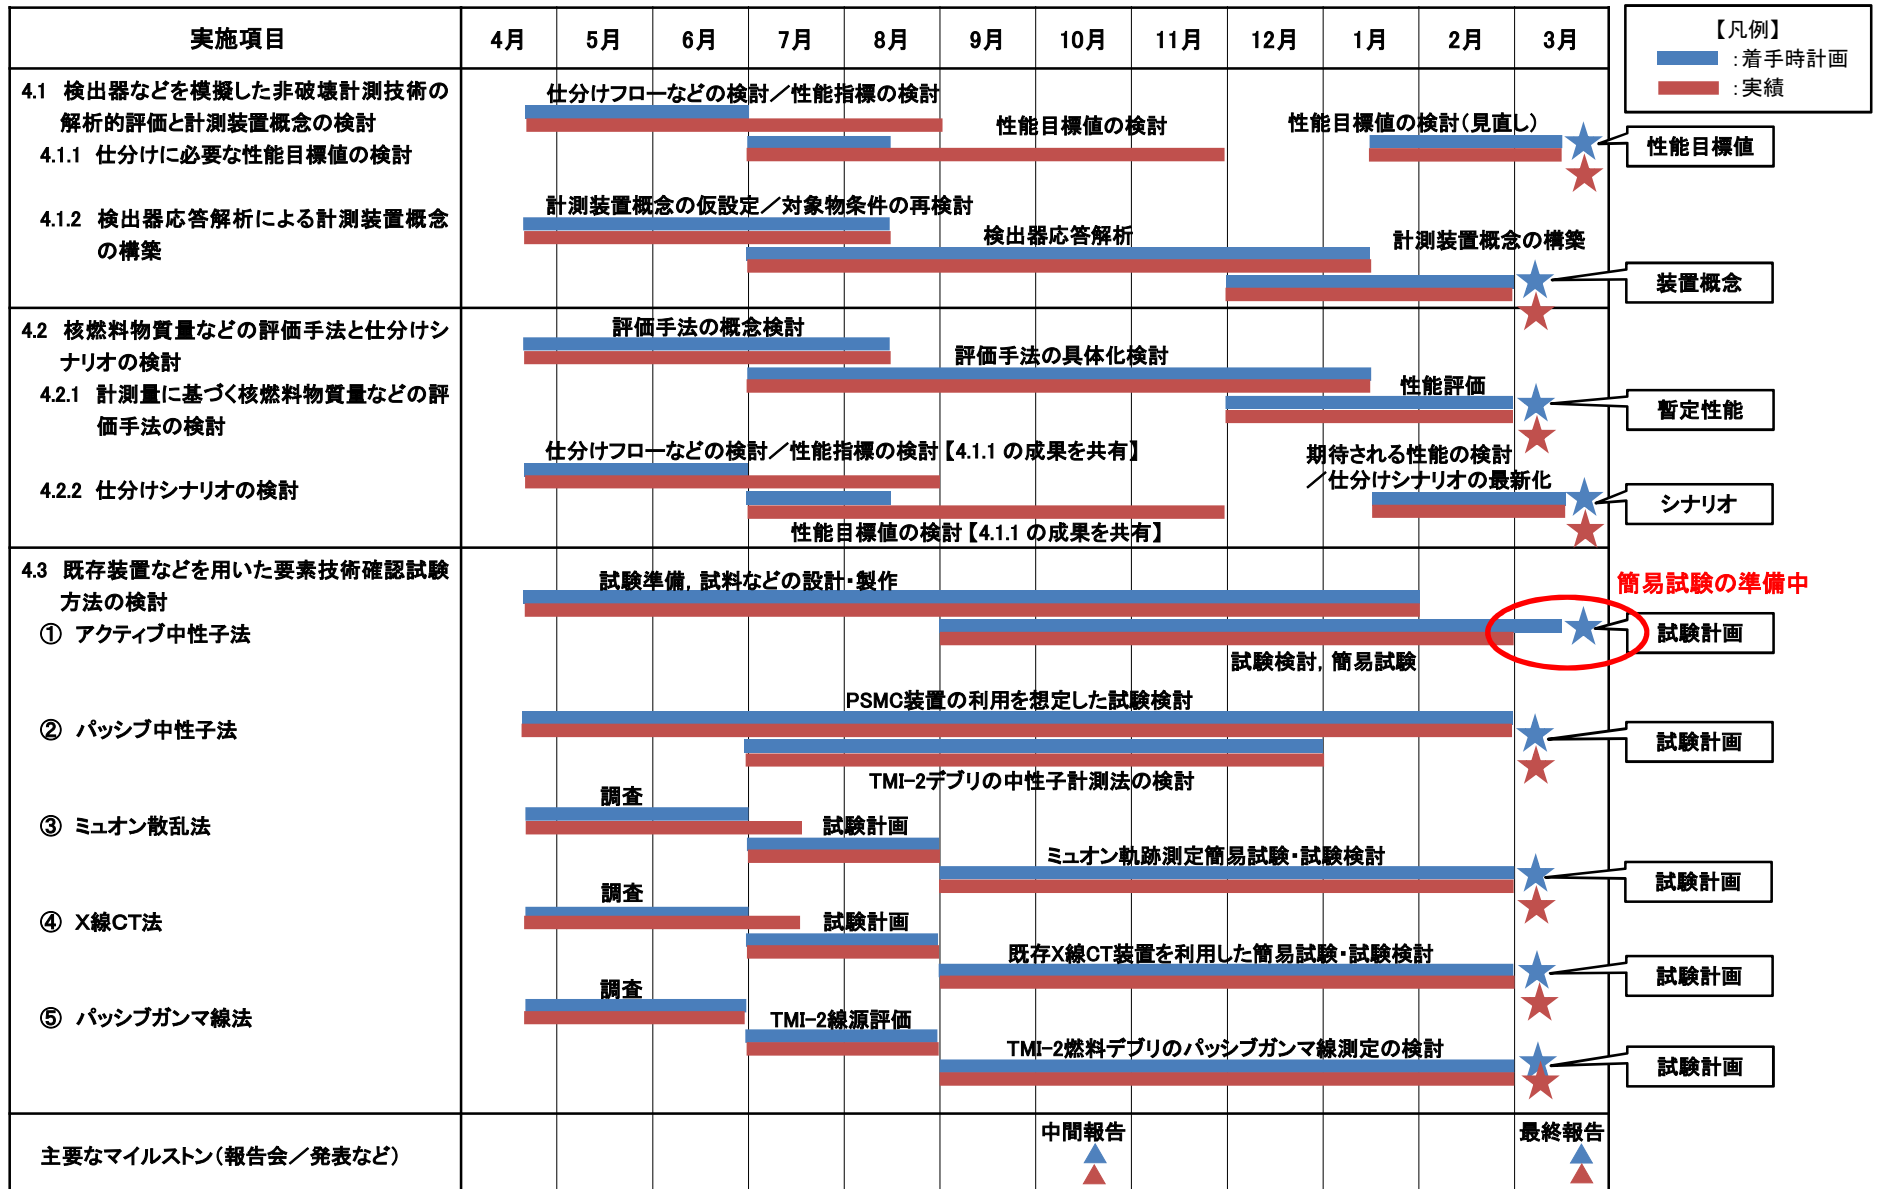 実施項目
4月
5月
6月
7月
8月
9月
10月
11月
12月
1月
2月
3月
【凡例】
:着手時計画
:実績
4.1 検出器などを模擬した非破壊計測技術の
解析的評価と計測装置概念の検討
4.1.1 仕分けに必要な性能目標値の検討
仕分けフローなどの検討／性能指標の検討
性能目標値の検討
性能目標値の検討(見直し)
性能目標値
4.1.2 検出器応答解析による計測装置概念
の構築
計測装置概念の仮設定／対象物条件の再検討
検出器応答解析
計測装置概念の構築
装置概念
4.2 核燃料物質量などの評価手法と仕分けシ
ナリオの検討
4.2.1 計測量に基づく核燃料物質量などの評
価手法の検討
評価手法の概念検討
評価手法の具体化検討
性能評価
暫定性能
4.2.2 仕分けシナリオの検討
仕分けフローなどの検討／性能指標の検討【4.1.1 の成果を共有】
期待される性能の検討
／仕分けシナリオの最新化
性能目標値の検討【4.1.1 の成果を共有】
シナリオ
4.3 既存装置などを用いた要素技術確認試験
方法の検討
① アクティブ中性子法
試験準備, 試料などの設計・製作
試験検討, 簡易試験
簡易試験の準備中
試験計画
② パッシブ中性子法
PSMC装置の利用を想定した試験検討
TMI-2デブリの中性子計測法の検討
試験計画
③ ミュオン散乱法
調査
試験計画
ミュオン軌跡測定簡易試験・試験検討
試験計画
④ X線CT法
調査
試験計画
既存X線CT装置を利用した簡易試験・試験検討
試験計画
⑤ パッシブガンマ線法
調査
TMI-2線源評価
TMI-2燃料デブリのパッシブガンマ線測定の検討
試験計画
主要なマイルストン（報告会／発表など）
中間報告
最終報告